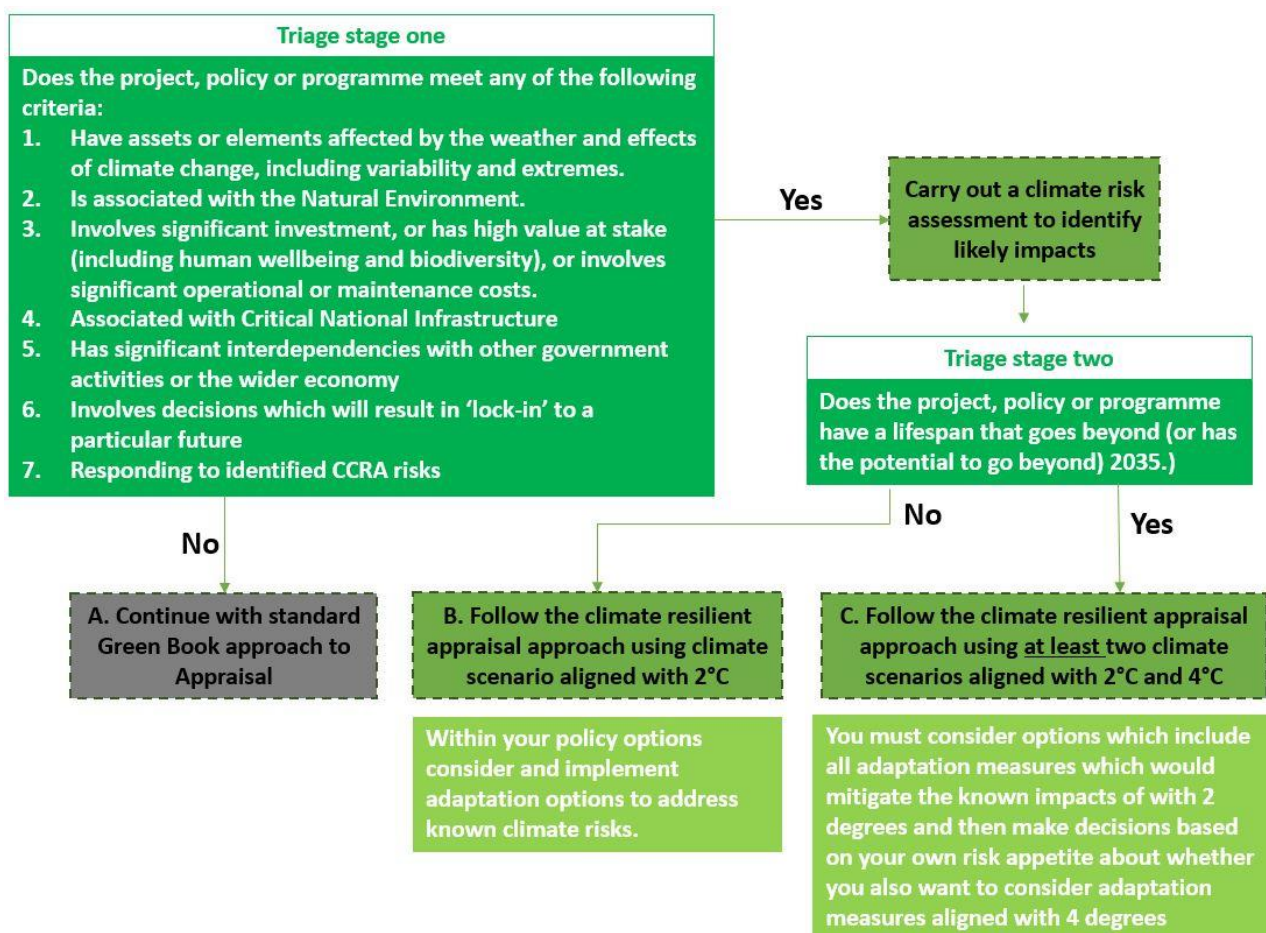 Triage stage one
Does the project, policy or programme meet any of the following
criteria:
1. Have assets or elements affected by the weather and effects
of climate change, including variability and extremes.
2. Is associated with the Natural Environment.
3. Involves significant investment, or has high value at stake
(including human wellbeing and biodiversity), or involves
significant operational or maintenance costs.
4. Associated with Critical National Infrastructure
5. Has significant interdependencies with other government
activities or the wider economy
6. Involves decisions which will result in ‘lock-in’ to a
particular future
7. Responding to identified CCRA risks
Yes
Carry out a climate risk
assessment to identify
likely impacts
Triage stage two
Does the project, policy or programme
have a lifespan that goes beyond (or has
the potential to go beyond) 2035.)
No
No
Yes
A. Continue with standard
Green Book approach to
Appraisal
B. Follow the climate resilient
appraisal approach using climate
scenario aligned with 2°C
C. Follow the climate resilient appraisal
approach using at least two climate
scenarios aligned with 2°C and 4°C
Within your policy options
consider and implement
adaptation options to address
known climate risks.
You must consider options which include
all adaptation measures which would
mitigate the known impacts of with 2
degrees and then make decisions based
on your own risk appetite about whether
you also want to consider adaptation
measures aligned with 4 degrees